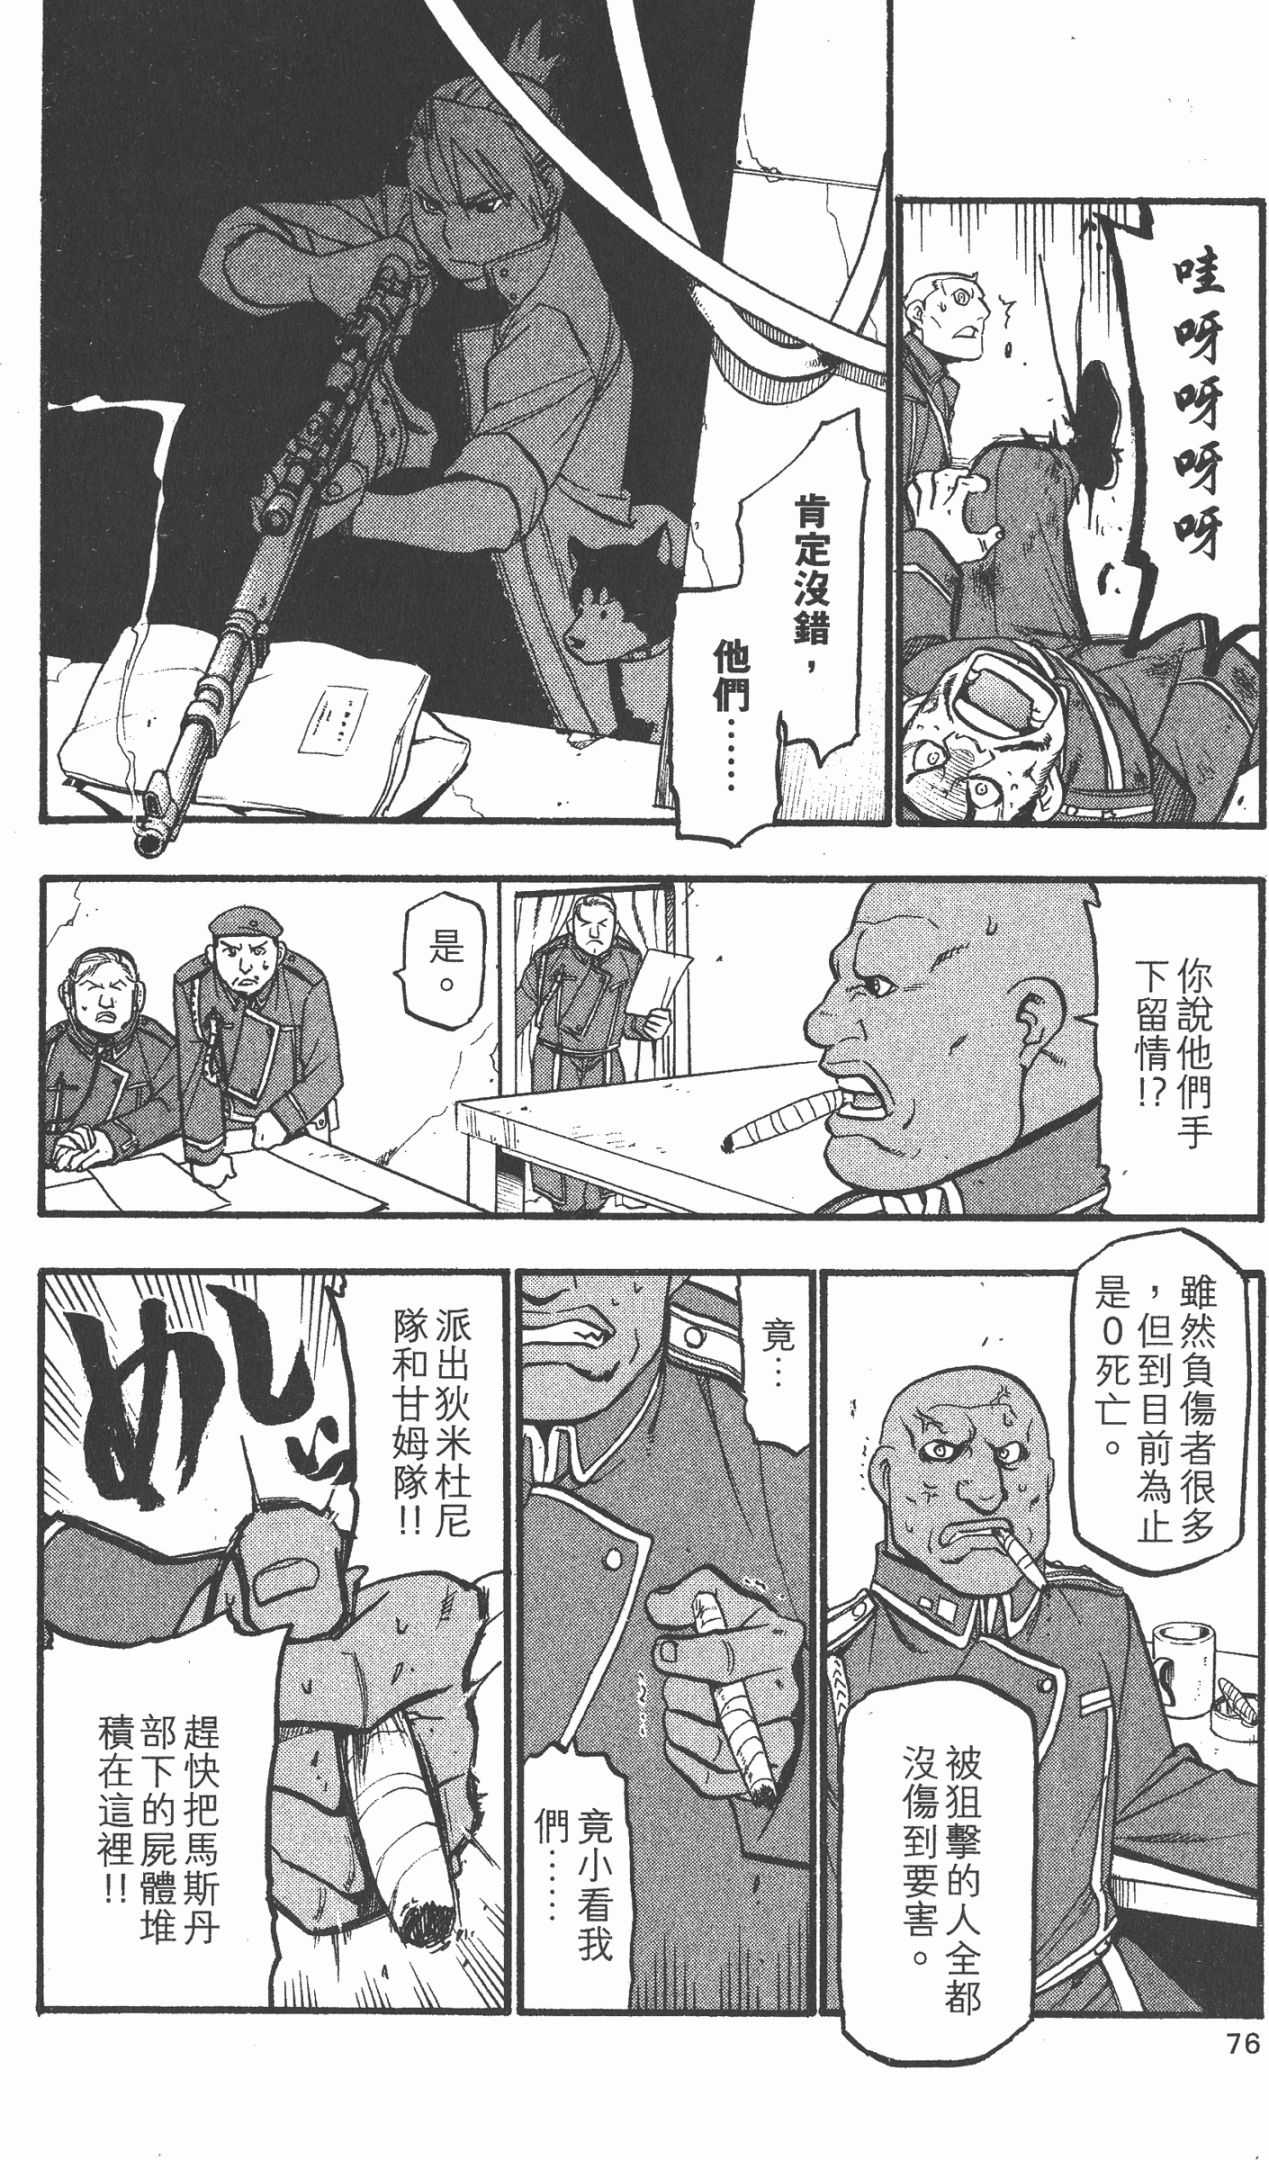 哇呀呀呀呀
肯定沒錯，
他們……
你說他們手
下留情!?
是。
雖然負傷者很多
，但到目前為止
是0死亡。
被狙擊的人全都
沒傷到要害。
竟…
竟小看我
們……
派出狄米杜尼
隊和甘姆隊!!
めしぃ
趕快把馬斯丹
部下的屍體堆
積在這裡!!
76